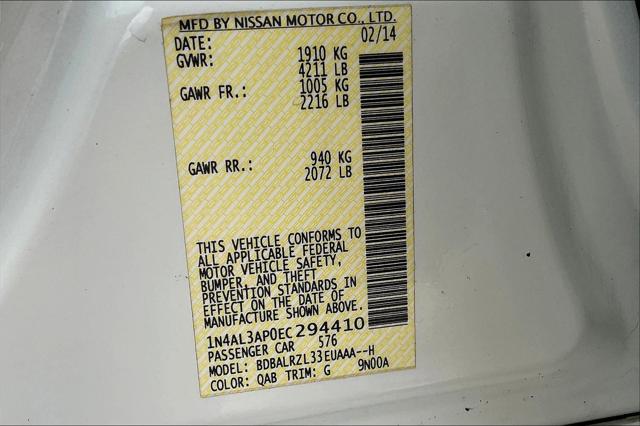 MFD BY NISSAN MOTOR CO., LTD.
DATE: 02/14
GVWR: 1910 KG
4211 LB
GAWR FR.: 1005 KG
2216 LB
GAWR RR.: 940 KG
2072 LB
THIS VEHICLE CONFORMS TO
ALL APPLICABLE FEDERAL
MOTOR VEHICLE SAFETY,
BUMPER, AND THEFT
PREVENTION STANDARDS IN
EFFECT ON THE DATE OF
MANUFACTURE SHOWN ABOVE.
1N4AL3AP0EC294410
PASSENGER CAR 576
MODEL: BDBALRZL33EUAAA--H
COLOR: QAB TRIM: G 9N00A